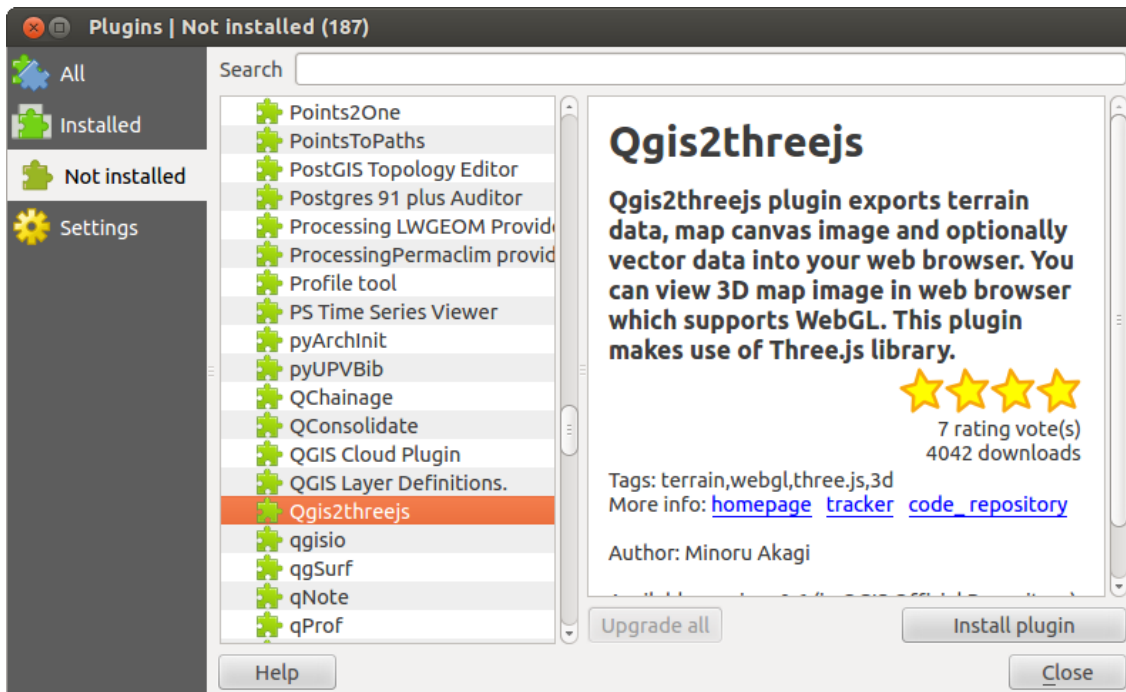 Plugins | Not installed (187)
All
Installed
Not installed
Settings
Search
Points2One
PointsToPaths
PostGIS Topology Editor
Postgres 91 plus Auditor
Processing LWGEOM Provide
ProcessingPermaclim provid
Profile tool
PS Time Series Viewer
pyArchInit
pyUPVBib
QChainage
QConsolidate
QGIS Cloud Plugin
QGIS Layer Definitions.
Qgis2threejs
qgisio
qgSurf
qNote
qProf
Qgis2threejs
Qgis2threejs plugin exports terrain
data, map canvas image and optionally
vector data into your web browser. You
can view 3D map image in web browser
which supports WebGL. This plugin
makes use of Three.js library.
7 rating vote(s)
4042 downloads
Tags: terrain,webgl,three.js,3d
More info: homepage tracker code_repository
Author: Minoru Akagi
Upgrade all
Install plugin
Help
Close